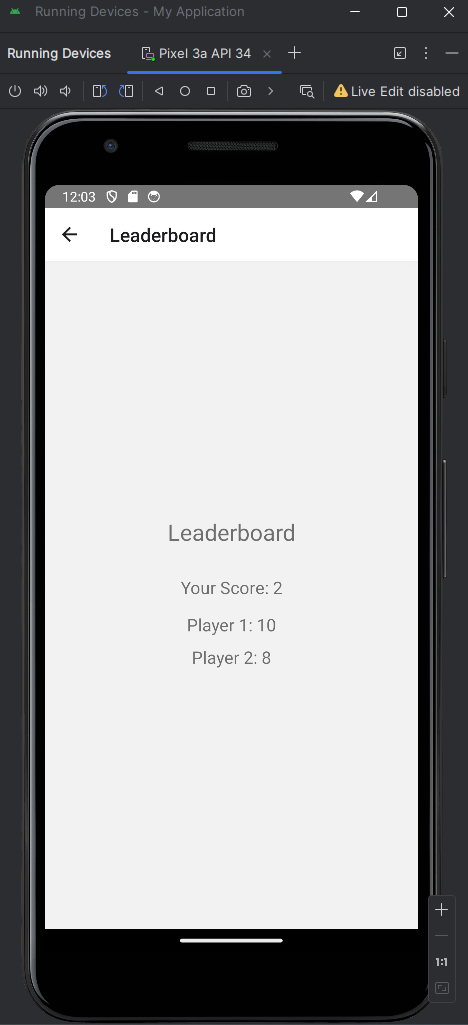 Running Devices - My Application
Running Devices Pixel 3a API 34
Live Edit disabled
12:03
Leaderboard
Leaderboard
Your Score: 2
Player 1: 10
Player 2: 8
1:1